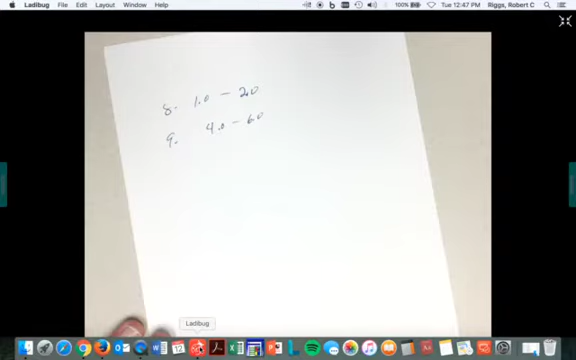 Ladibug File Edit Layout Window Help 100% Tue 12:47 PM Riggs, Robert C
8. 1.0 - 2.0
9. 4.0 - 6.0
Ladibug